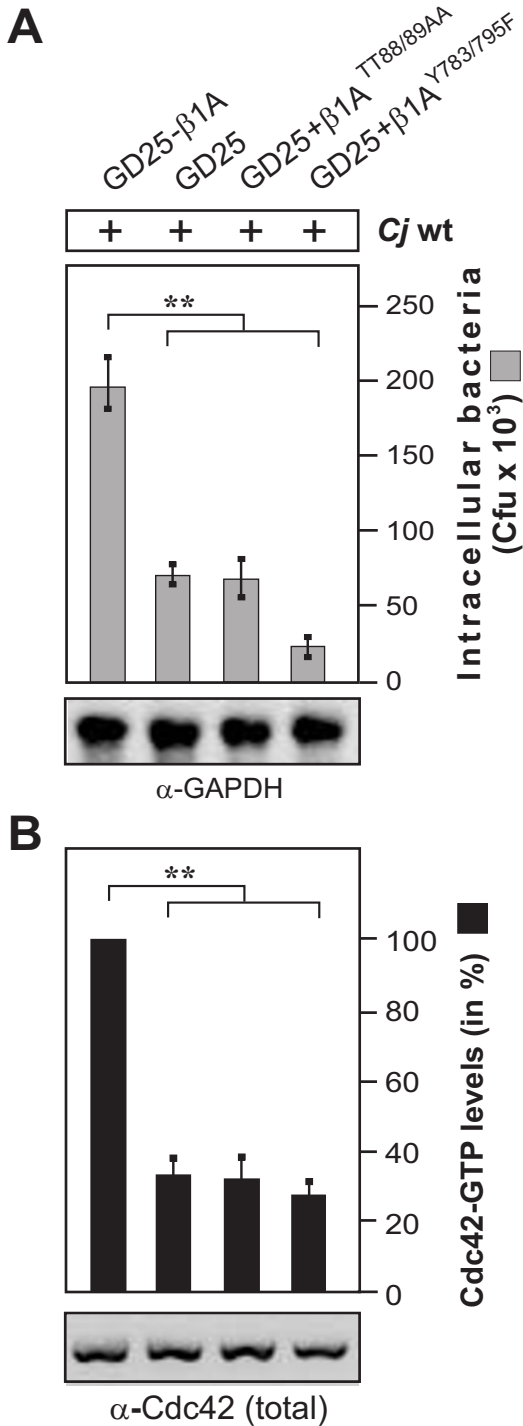 A
GD25-β1A
GD25
GD25+β1A TT88/89AA
GD25+β1A Y783/795F
+ + + + Cj wt
**
250
200
150
100
50
0
Intracellular bacteria
(Cfu x 10³)
α-GAPDH
B
**
100
80
60
40
20
0
Cdc42-GTP levels (in %)
α-Cdc42 (total)